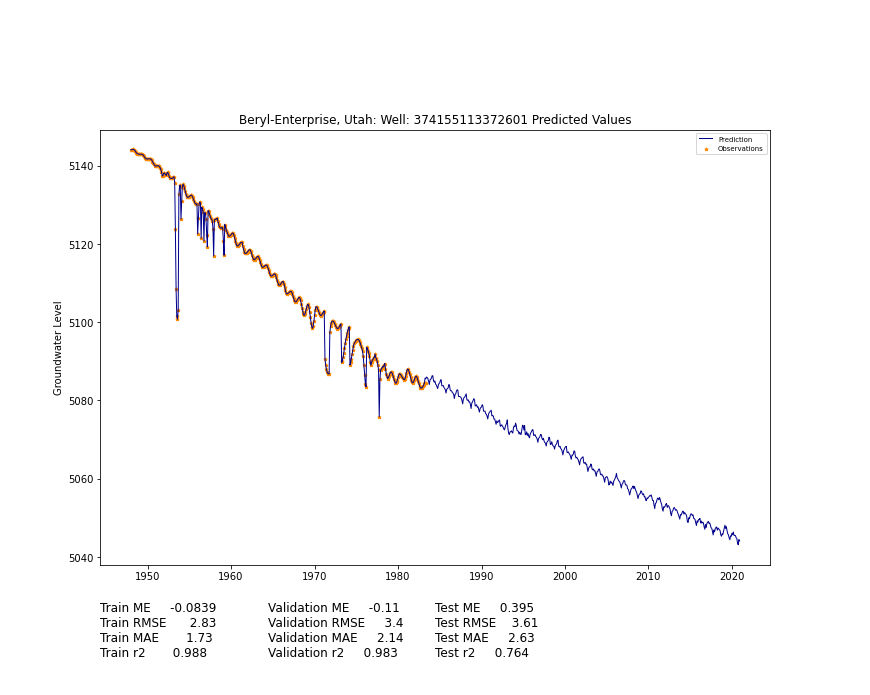 Beryl-Enterprise, Utah: Well: 374155113372601 Predicted Values
Prediction
Observations
Groundwater Level
5140
5120
5100
5080
5060
5040
1950 1960 1970 1980 1990 2000 2010 2020
Train ME -0.0839 Validation ME -0.11 Test ME 0.395
Train RMSE 2.83 Validation RMSE 3.4 Test RMSE 3.61
Train MAE 1.73 Validation MAE 2.14 Test MAE 2.63
Train r2 0.988 Validation r2 0.983 Test r2 0.764